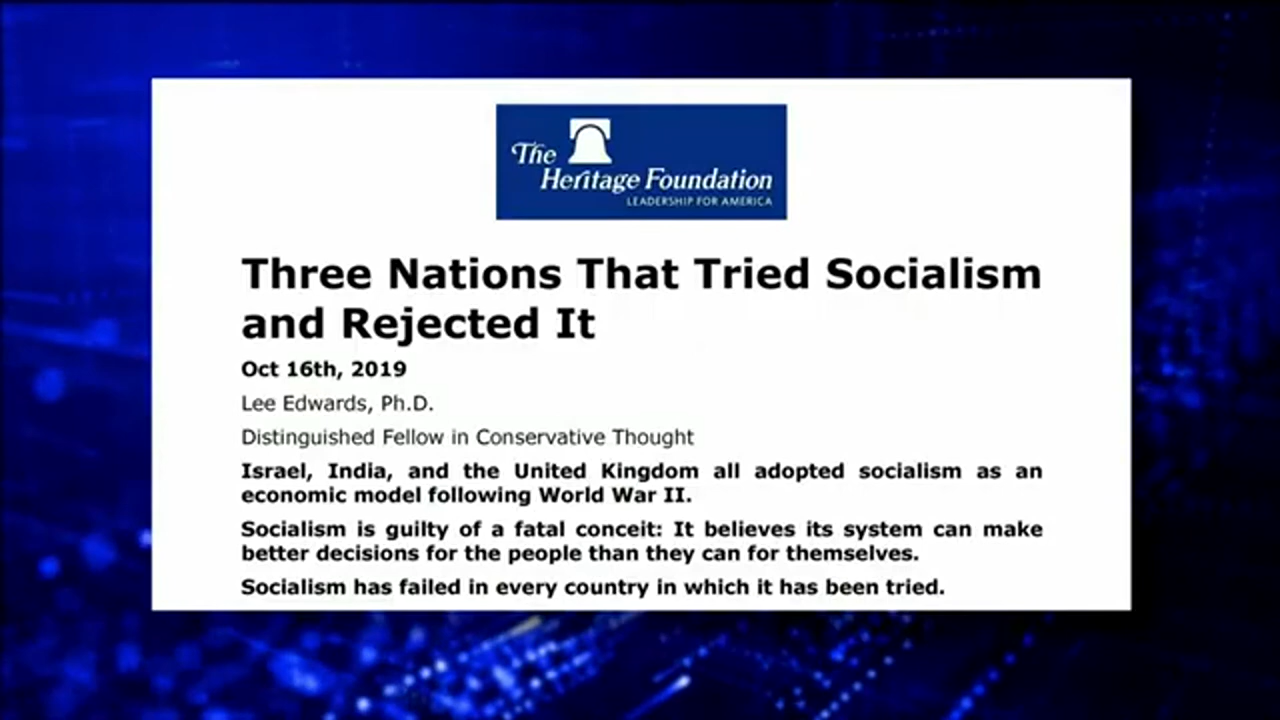 The
Heritage Foundation
LEADERSHIP FOR AMERICA
Three Nations That Tried Socialism
and Rejected It
Oct 16th, 2019
Lee Edwards, Ph.D.
Distinguished Fellow in Conservative Thought
Israel, India, and the United Kingdom all adopted socialism as an
economic model following World War II.
Socialism is guilty of a fatal conceit: It believes its system can make
better decisions for the people than they can for themselves.
Socialism has failed in every country in which it has been tried.